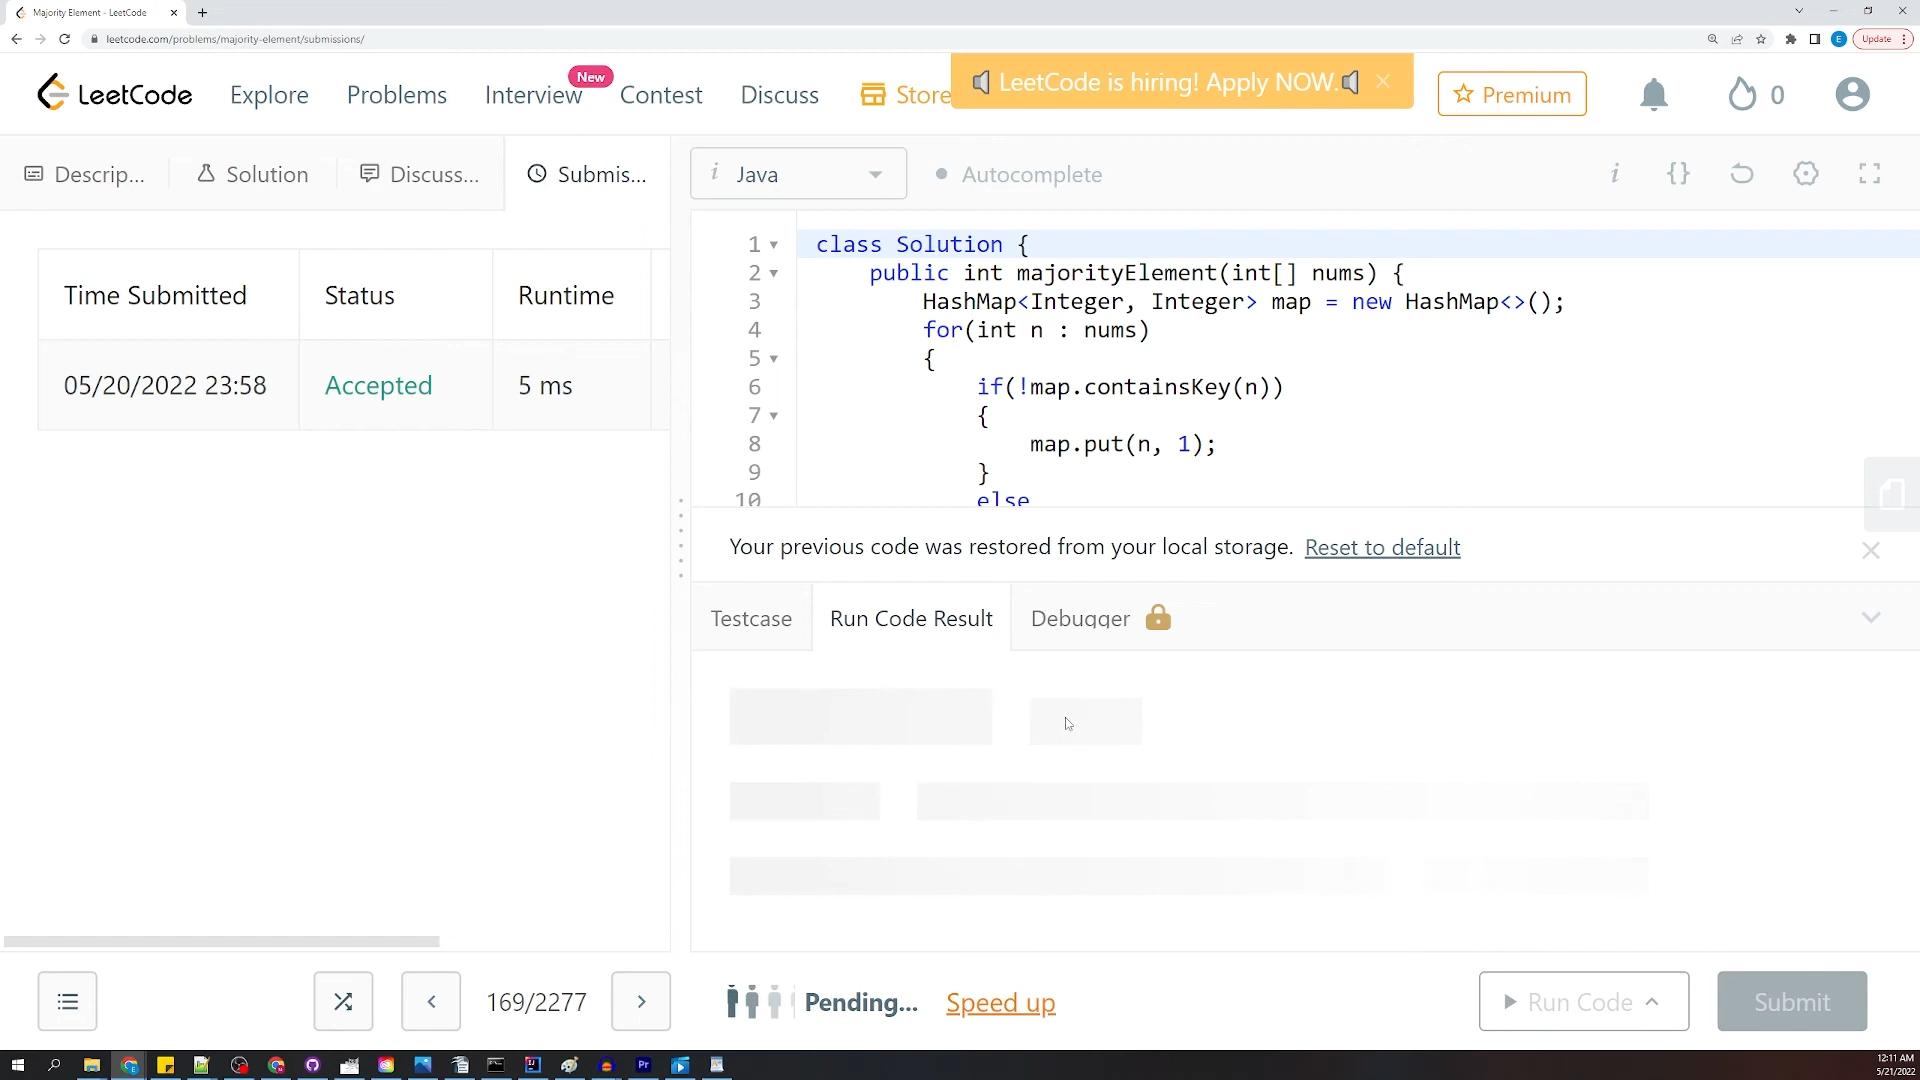 Majority Element - LeetCode
leetcode.com/problems/majority-element/submissions/
Update
LeetCode
Explore
Problems
Interview
New
Contest
Discuss
Store
LeetCode is hiring! Apply NOW.
Premium
0
Descrip...
Solution
Discuss...
Submis...
i Java
Autocomplete
i
{}
Time Submitted Status Runtime
05/20/2022 23:58 Accepted 5 ms
1 class Solution {
2 public int majorityElement(int[] nums) {
3 HashMap<Integer, Integer> map = new HashMap<>();
4 for(int n : nums)
5 {
6 if(!map.containsKey(n))
7 {
8 map.put(n, 1);
9 }
10 else
Your previous code was restored from your local storage. Reset to default
Testcase
Run Code Result
Debugger
169/2277
Pending...
Speed up
Run Code
Submit
E
Pr
12:11 AM
5/21/2022